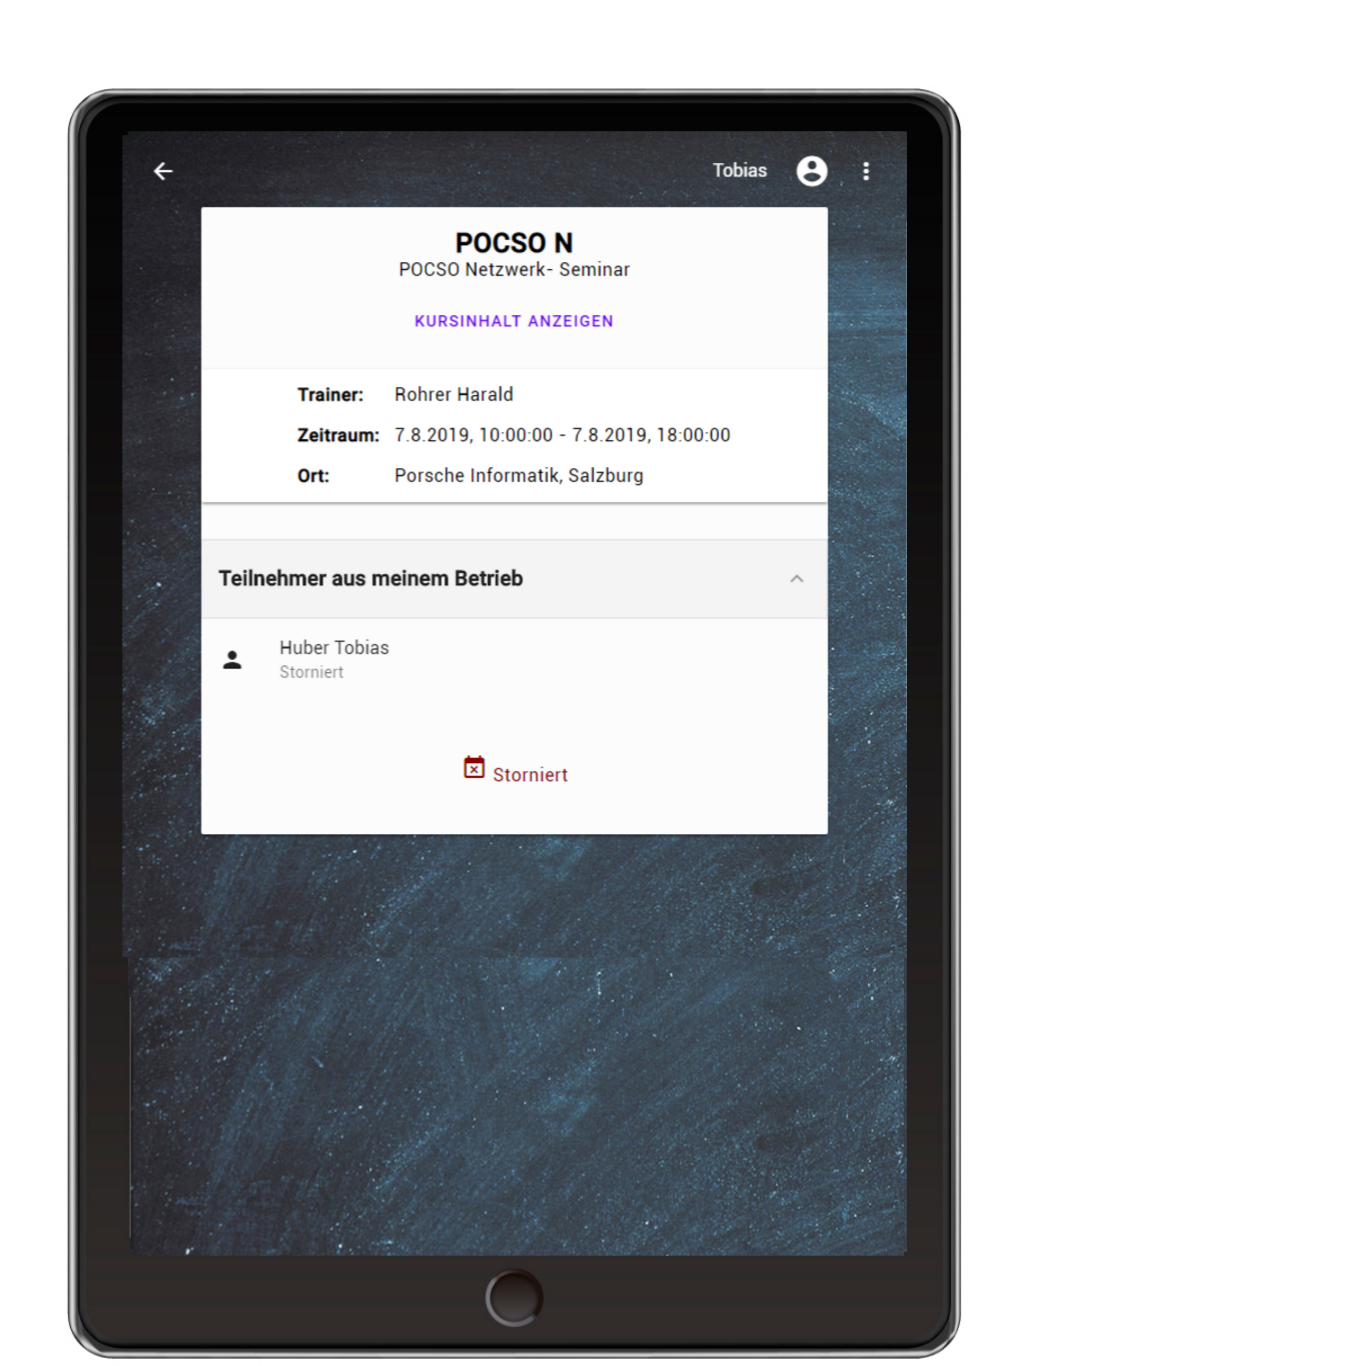 Tobias
POCSO N
POCSO Netzwerk- Seminar
KURSINHALT ANZEIGEN
Trainer: Rohrer Harald
Zeitraum: 7.8.2019, 10:00:00 - 7.8.2019, 18:00:00
Ort: Porsche Informatik, Salzburg
Teilnehmer aus meinem Betrieb
Huber Tobias
Storniert
Storniert